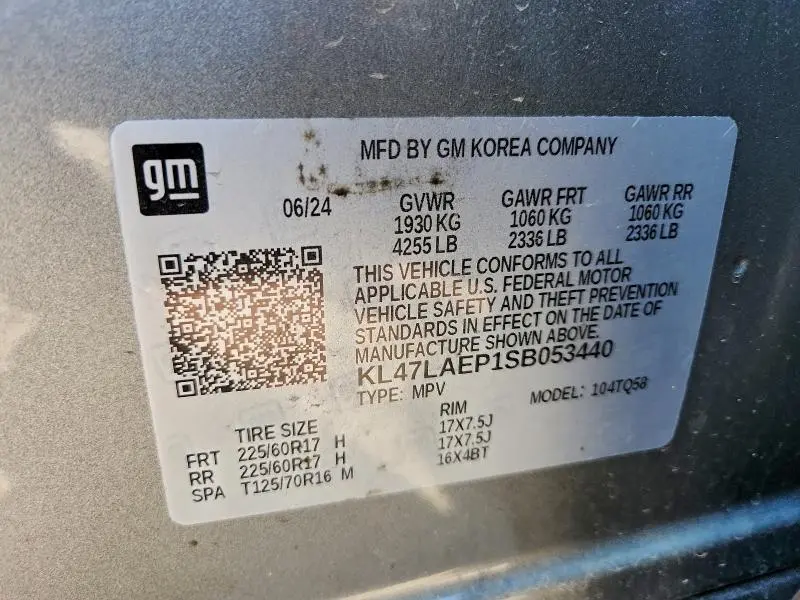 gm
MFD BY GM KOREA COMPANY
06/24 GVWR GAWR FRT GAWR RR
1930 KG 1060 KG 1060 KG
4255 LB 2336 LB 2336 LB
THIS VEHICLE CONFORMS TO ALL
APPLICABLE U.S. FEDERAL MOTOR
VEHICLE SAFETY AND THEFT PREVENTION
STANDARDS IN EFFECT ON THE DATE OF
MANUFACTURE SHOWN ABOVE.
KL47LAEP1SB053440
TYPE: MPV MODEL: 104TQ58
TIRE SIZE RIM
FRT 225/60R17 H 17X7.5J
RR 225/60R17 H 17X7.5J
SPA T125/70R16 M 16X4BT